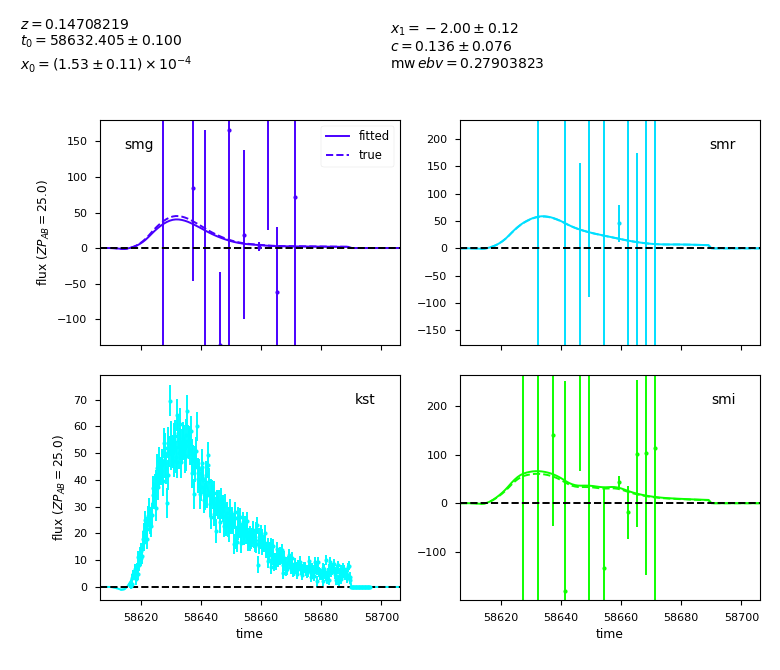 z = 0.14708219
t₀ = 58632.405 ± 0.100
x₀ = (1.53 ± 0.11) × 10⁻⁴
x₁ = −2.00 ± 0.12
c = 0.136 ± 0.076
mw ebv = 0.27903823
smg
fitted
true
150
100
50
0
−50
−100
flux (ZP_AB = 25.0)
smr
200
150
100
50
0
−50
−100
−150
kst
70
60
50
40
30
20
10
0
flux (ZP_AB = 25.0)
58620 58640 58660 58680 58700
time
smi
200
100
0
−100
58620 58640 58660 58680 58700
time